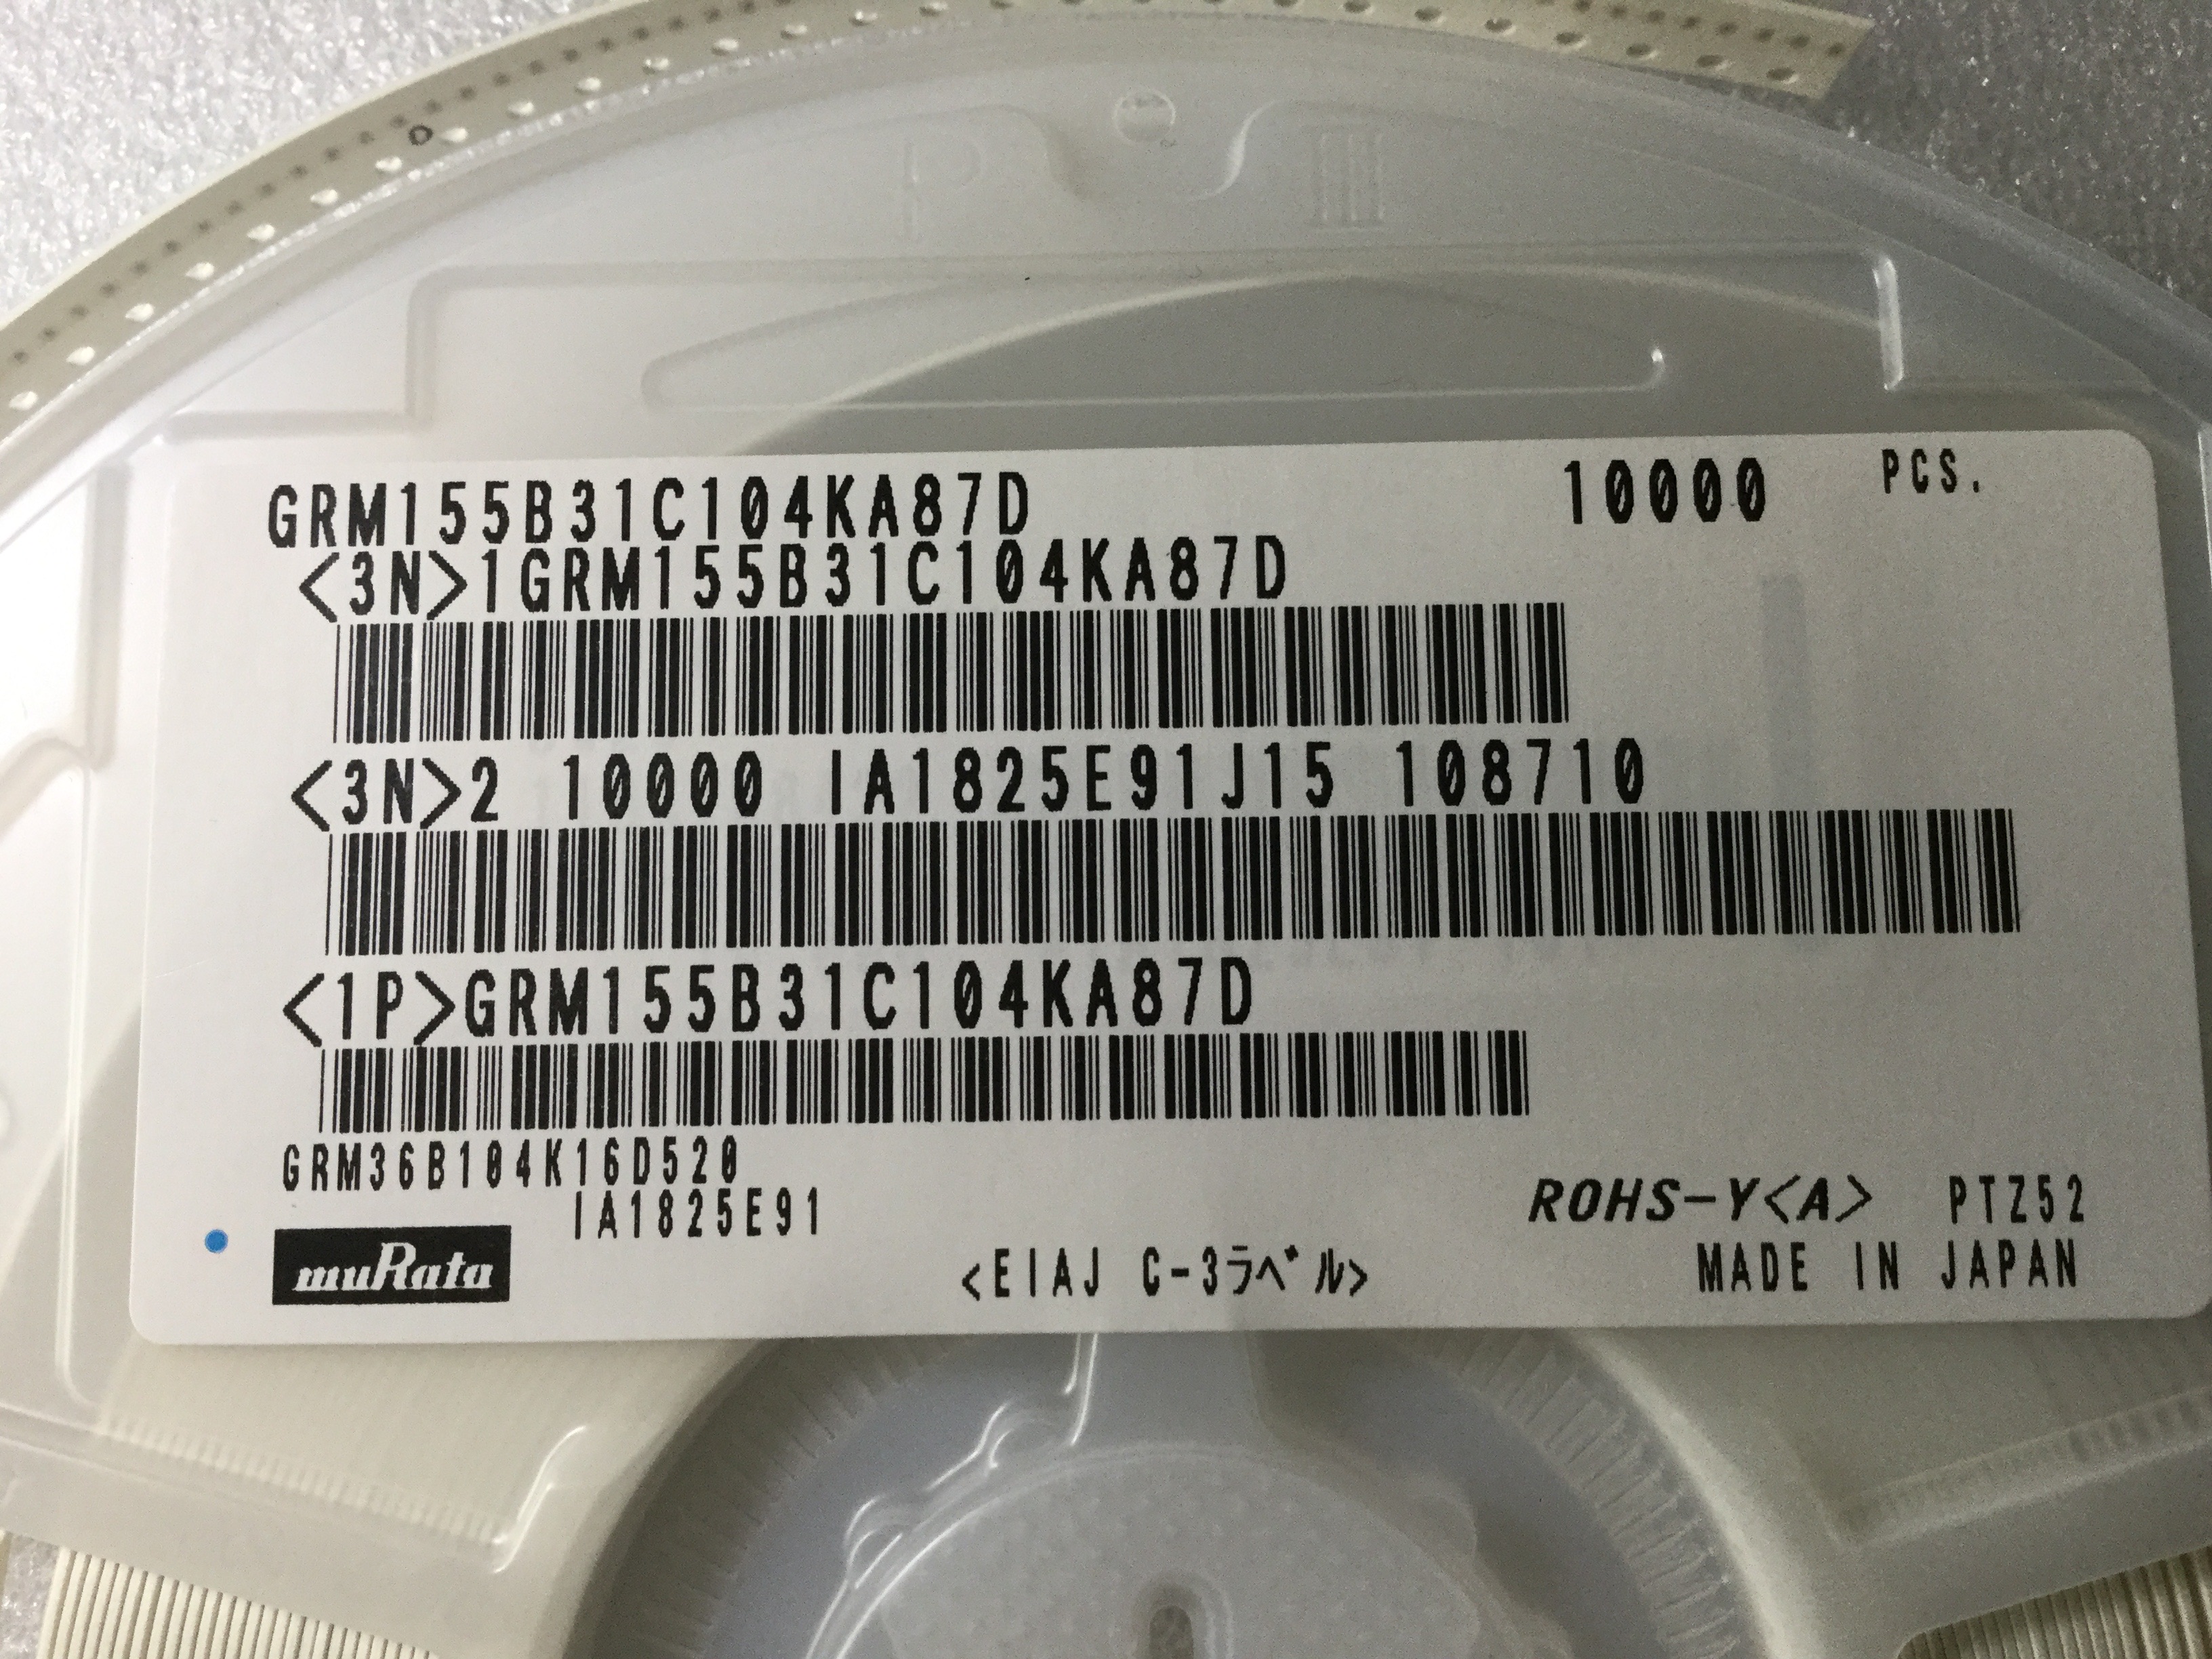 GRM155B31C104KA87D 10000 PCS.
<3N>1GRM155B31C104KA87D
<3N>2 10000 IA1825E91J15 108710
<1P>GRM155B31C104KA87D
GRM36B104K16D520
IA1825E91
ROHS-Y<A> PTZ52
muRata
<EIAJ C-3ラベル>
MADE IN JAPAN